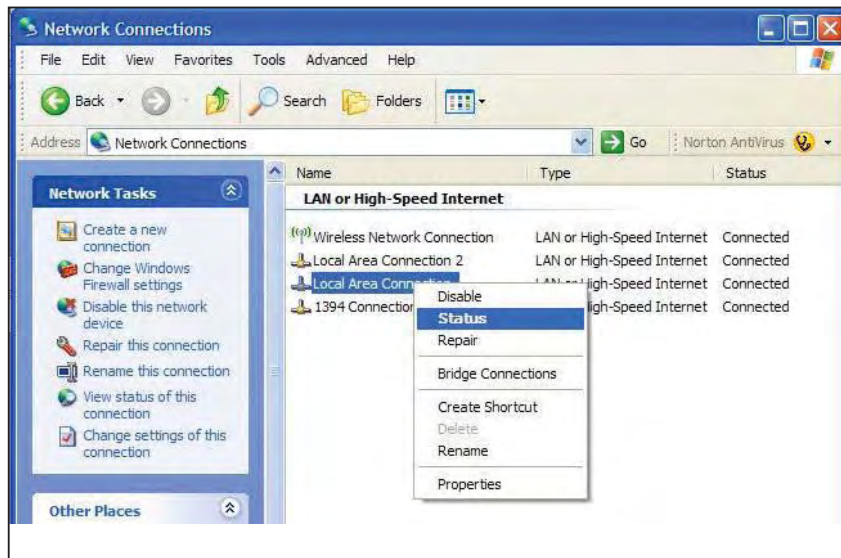 Network Connections
File Edit View Favorites Tools Advanced Help
Back Search Folders
Address Network Connections Go Norton AntiVirus
Network Tasks
Create a new
connection
Change Windows
Firewall settings
Disable this network
device
Repair this connection
Rename this connection
View status of this
connection
Change settings of this
connection
Other Places
Name Type Status
LAN or High-Speed Internet
Wireless Network Connection LAN or High-Speed Internet Connected
Local Area Connection 2 LAN or High-Speed Internet Connected
Local Area High-Speed Internet Connected
1394 Connection High-Speed Internet Connected
Disable
Status
Repair
Bridge Connections
Create Shortcut
Delete
Rename
Properties